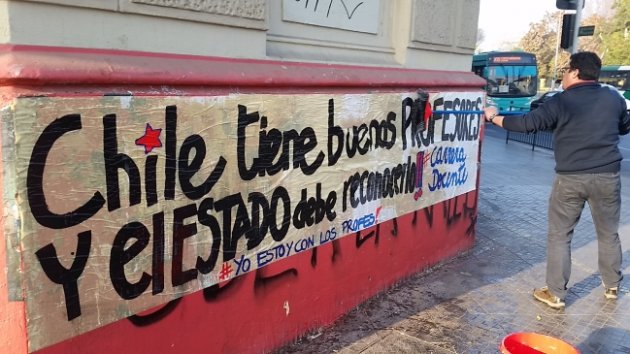 Chile tiene buenos PROFESORES
Y el ESTADO debe reconocerlo!!
#Carrera
Docente
#YO ESTOY CON LOS PROFES